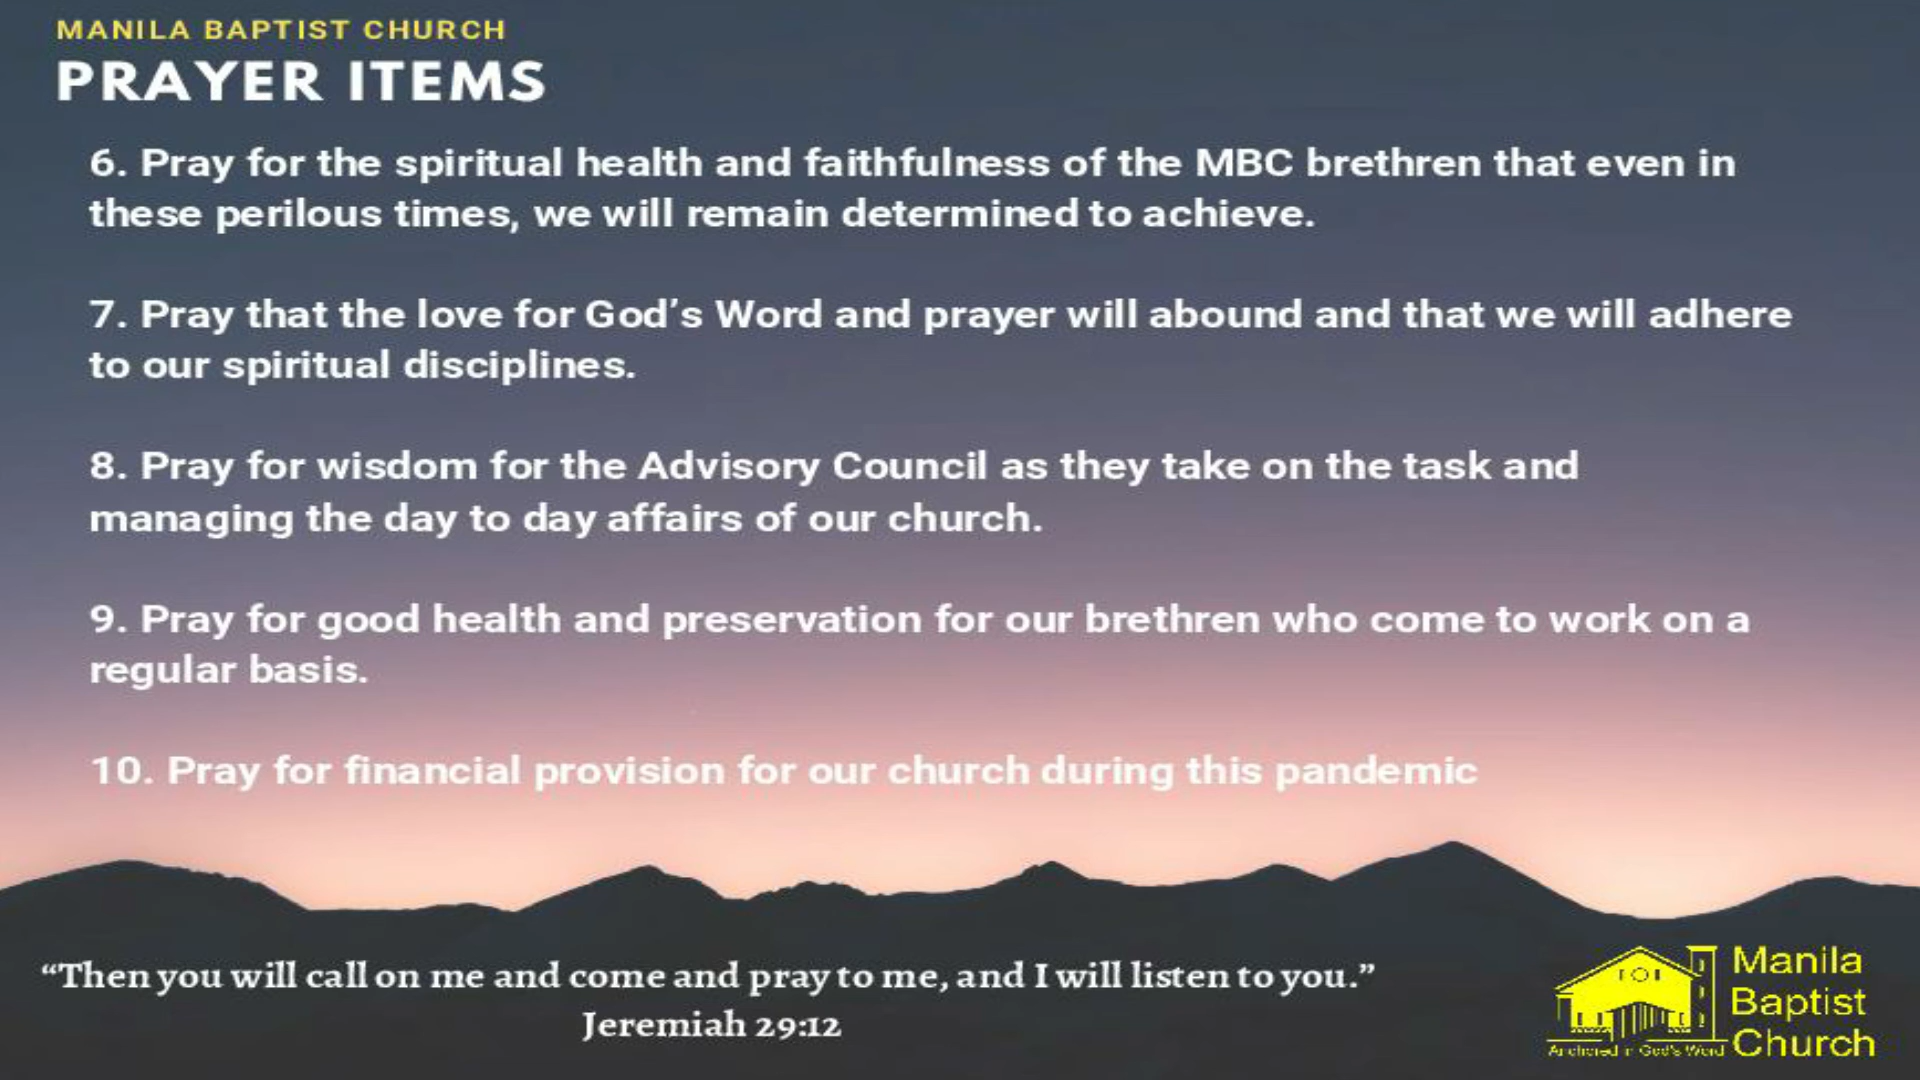 MANILA BAPTIST CHURCH
PRAYER ITEMS
6. Pray for the spiritual health and faithfulness of the MBC brethren that even in
these perilous times, we will remain determined to achieve.
7. Pray that the love for God's Word and prayer will abound and that we will adhere
to our spiritual disciplines.
8. Pray for wisdom for the Advisory Council as they take on the task and
managing the day to day affairs of our church.
9. Pray for good health and preservation for our brethren who come to work on a
regular basis.
10. Pray for financial provision for our church during this pandemic
“Then you will call on me and come and pray to me, and I will listen to you.”
Jeremiah 29:12
Manila
Baptist
Church
Anchored in God's Word